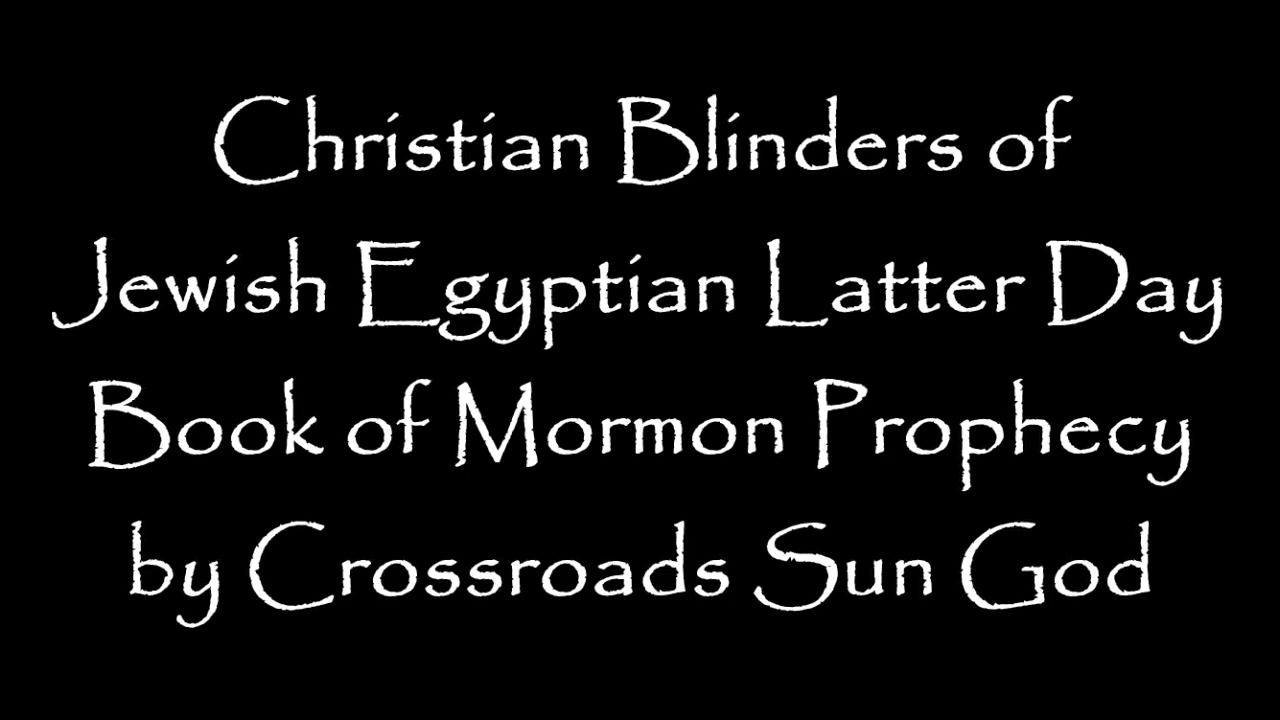 Christian Blinders of
Jewish Egyptian Latter Day
Book of Mormon Prophecy
by Crossroads Sun God